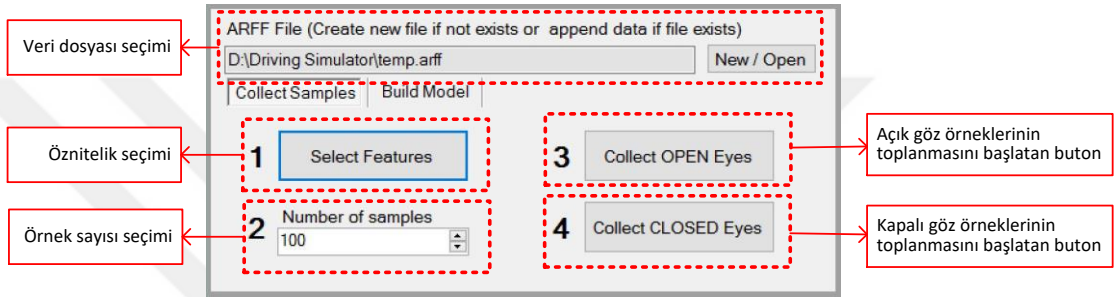 ARFF File (Create new file if not exists or append data if file exists)
Veri dosyası seçimi
D:\Driving Simulator\temp.arff
New / Open
Collect Samples
Build Model
Öznitelik seçimi
1
Select Features
3
Collect OPEN Eyes
Açık göz örneklerinin
toplanmasını başlatan buton
Örnek sayısı seçimi
2
Number of samples
100
4
Collect CLOSED Eyes
Kapalı göz örneklerinin
toplanmasını başlatan buton